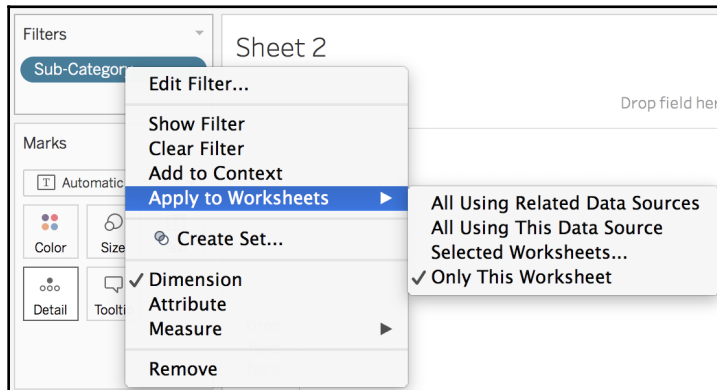 Filters
Sheet 2
Sub-Category
Edit Filter...
Drop field her
Show Filter
Clear Filter
Marks
Add to Context
T Automatic
Apply to Worksheets
All Using Related Data Sources
All Using This Data Source
Create Set...
Selected Worksheets...
Color Size
Only This Worksheet
Dimension
Attribute
Detail Toolti
Measure
Remove